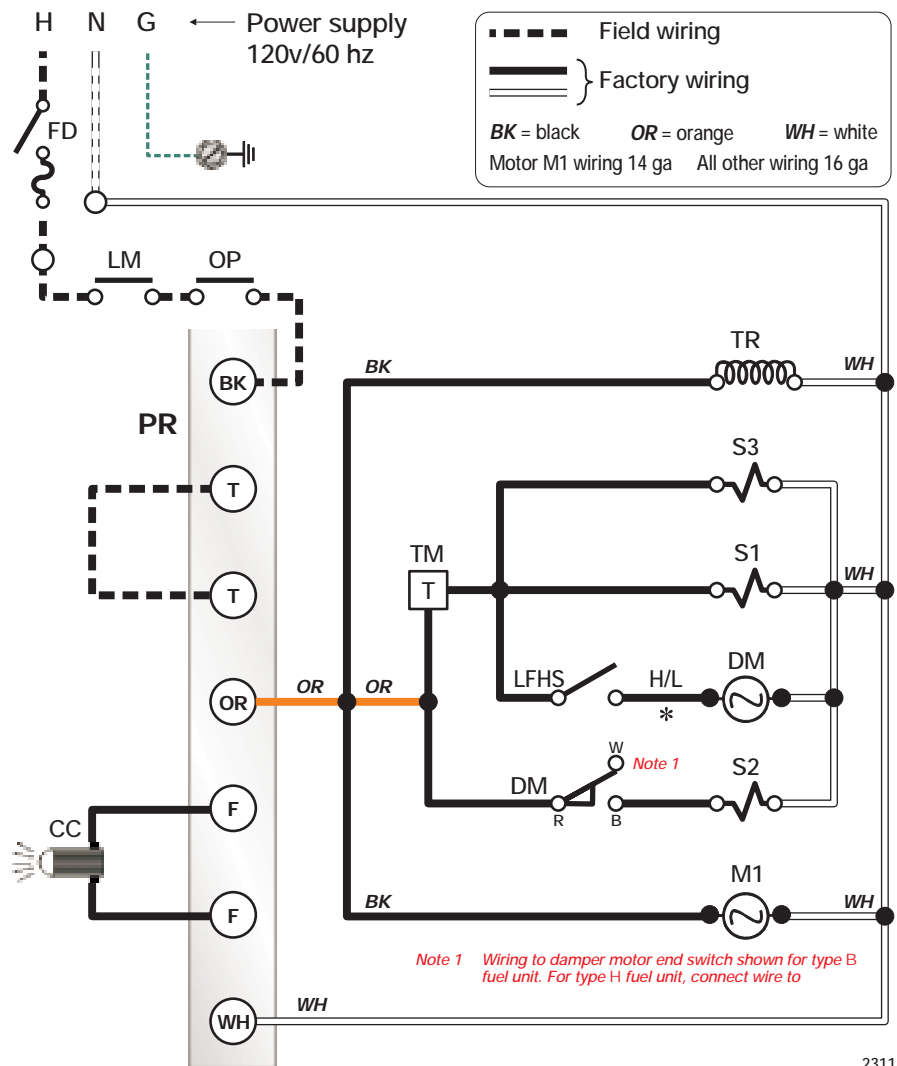 H N G Power supply
120v/60 hz
Field wiring
Factory wiring
BK = black OR = orange WH = white
Motor M1 wiring 14 ga All other wiring 16 ga
FD
LM OP
TR
BK BK WH
PR
S3
T
TM S1
T T WH
LFHS H/L DM
*
OR OR OR
W
Note 1
DM S2
R B
F
CC
M1
F BK WH
Note 1 Wiring to damper motor end switch shown for type B
fuel unit. For type H fuel unit, connect wire to
WH WH
2311